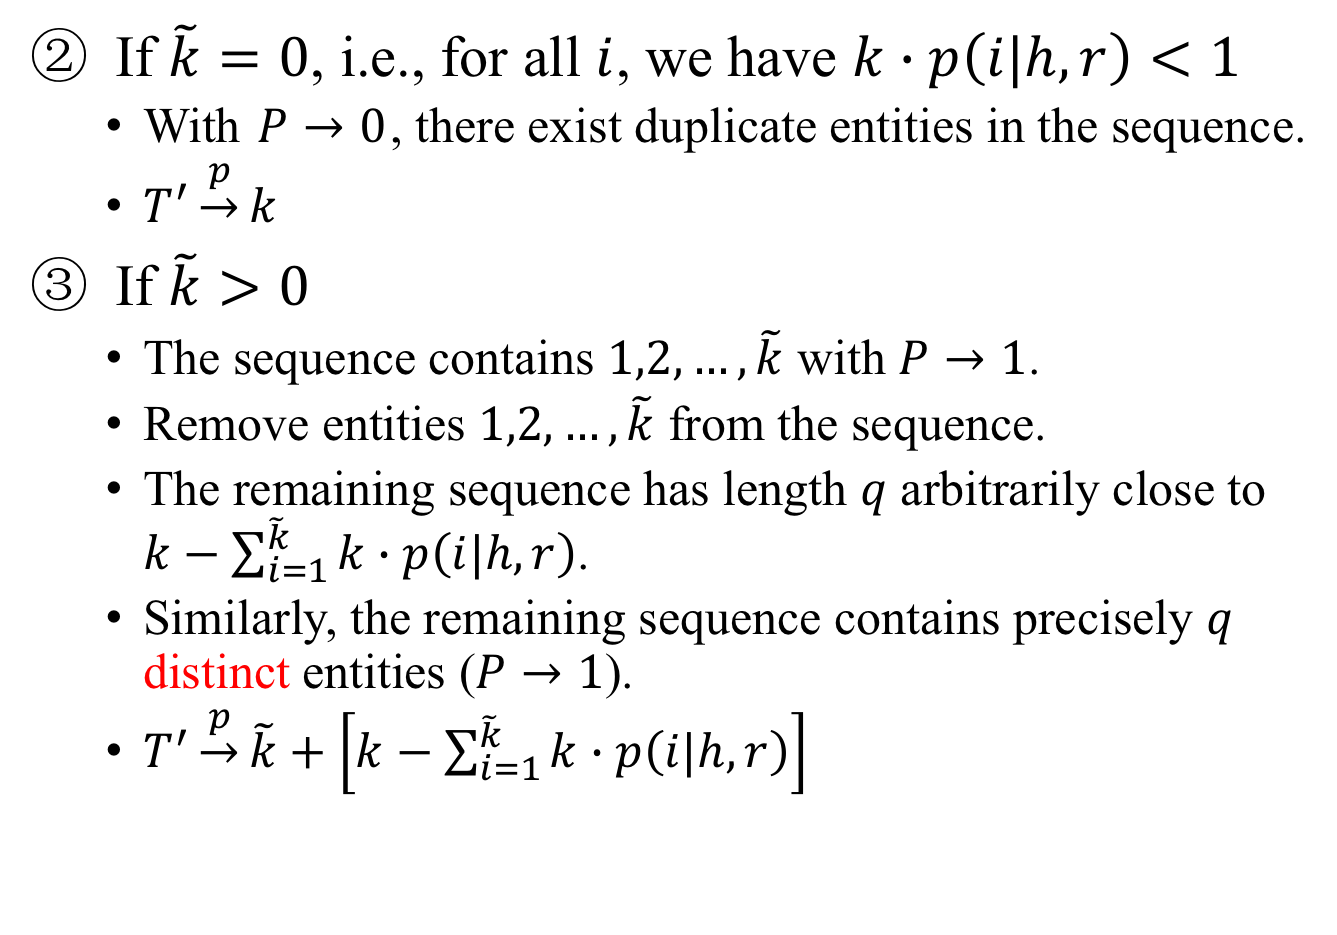 ② If k̃ = 0, i.e., for all i, we have k · p(i|h, r) < 1
• With P → 0, there exist duplicate entities in the sequence.
• T′ →ᵖ k
③ If k̃ > 0
• The sequence contains 1,2, … , k̃ with P → 1.
• Remove entities 1,2, … , k̃ from the sequence.
• The remaining sequence has length q arbitrarily close to
k − ∑_{i=1}^{k̃} k · p(i|h, r).
• Similarly, the remaining sequence contains precisely q
distinct entities (P → 1).
• T′ →ᵖ k̃ + [k − ∑_{i=1}^{k̃} k · p(i|h, r)]